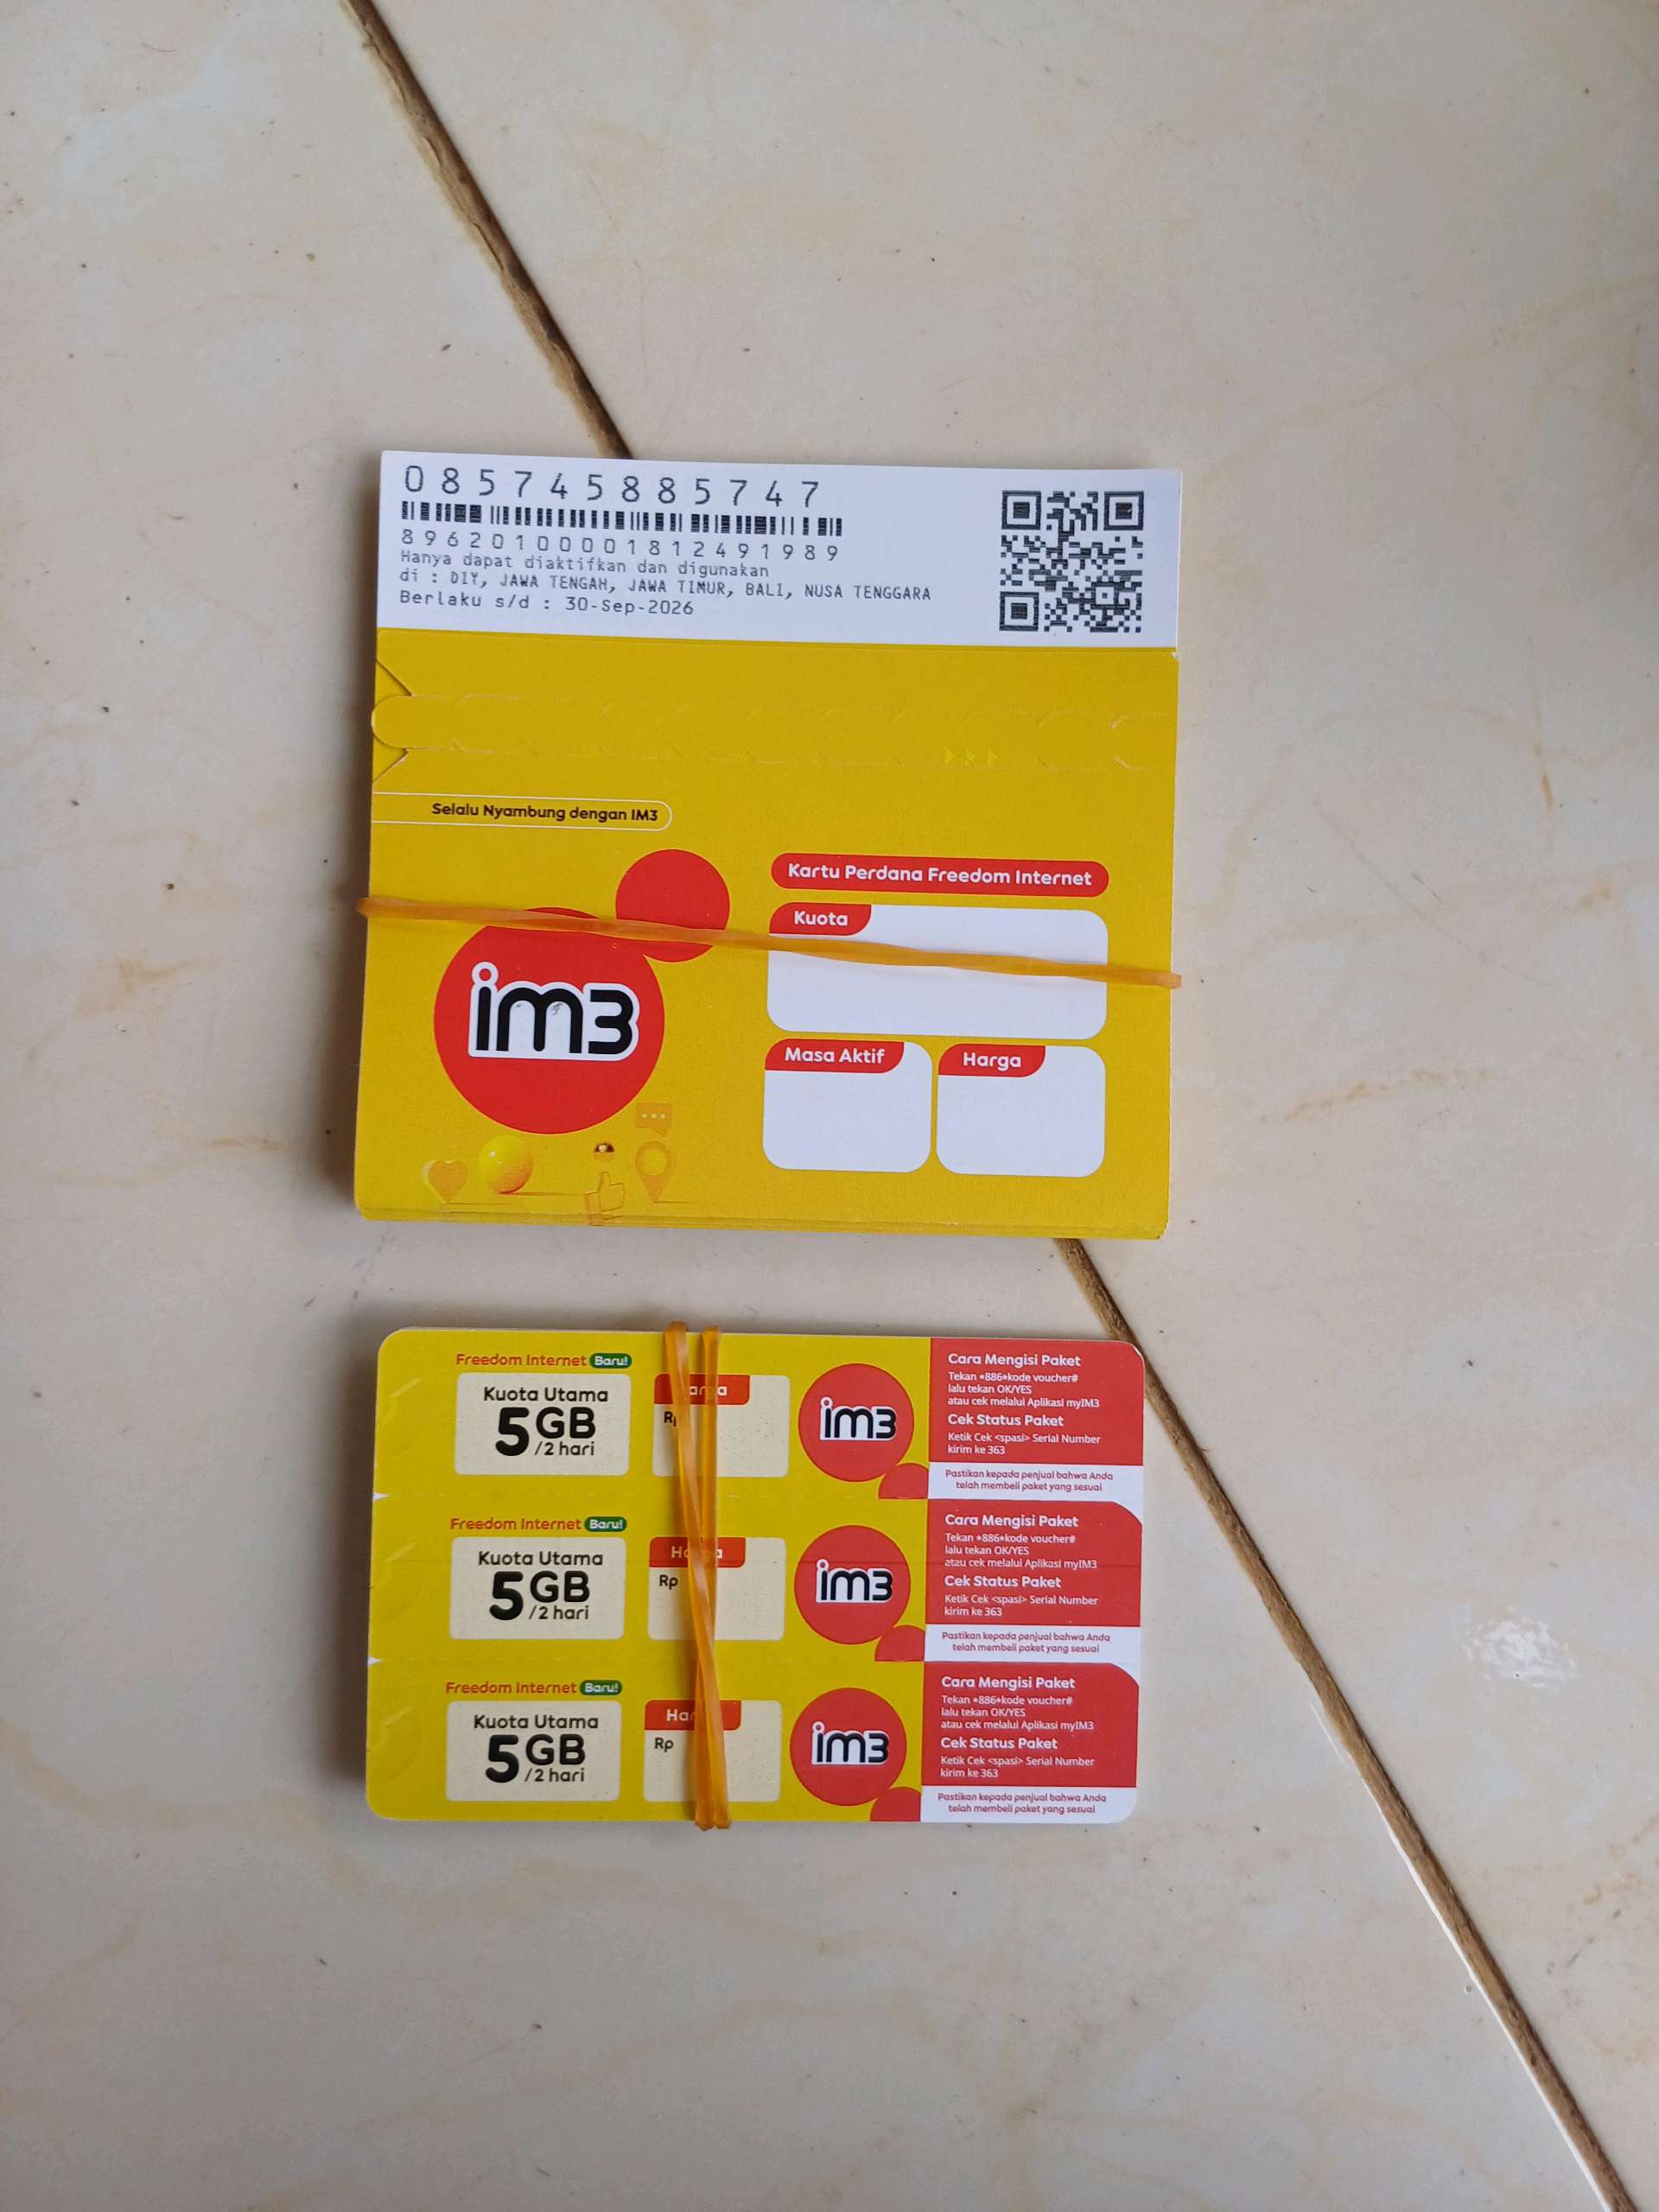 085745885747
8962010000181249 1989
Hanya dapat diaktifkan dan digunakan
di : DIY, JAWA TENGAH, JAWA TIMUR, BALI, NUSA TENGGARA
Berlaku s/d : 30-Sep-2026
Selalu Nyambung dengan IM3
Kartu Perdana Freedom Internet
Kuota
im3
Masa Aktif
Harga
Freedom Internet Baru!
Kuota Utama
5GB
/2 hari
im3
Cara Mengisi Paket
Tekan *886*kode voucher#
lalu tekan OK/YES
atau cek melalui Aplikasi myIM3
Cek Status Paket
Ketik Cek <spasi> Serial Number
kirim ke 363
Pastikan kepada penjual bahwa Anda
telah membeli paket yang sesuai
Freedom Internet Baru!
Kuota Utama
5GB
/2 hari
Rp
im3
Cara Mengisi Paket
Tekan *886*kode voucher#
lalu tekan OK/YES
atau cek melalui Aplikasi myIM3
Cek Status Paket
Ketik Cek <spasi> Serial Number
kirim ke 363
Pastikan kepada penjual bahwa Anda
telah membeli paket yang sesuai
Freedom Internet Baru!
Kuota Utama
5GB
/2 hari
Rp
im3
Cara Mengisi Paket
Tekan *886*kode voucher#
lalu tekan OK/YES
atau cek melalui Aplikasi myIM3
Cek Status Paket
Ketik Cek <spasi> Serial Number
kirim ke 363
Pastikan kepada penjual bahwa Anda
telah membeli paket yang sesuai